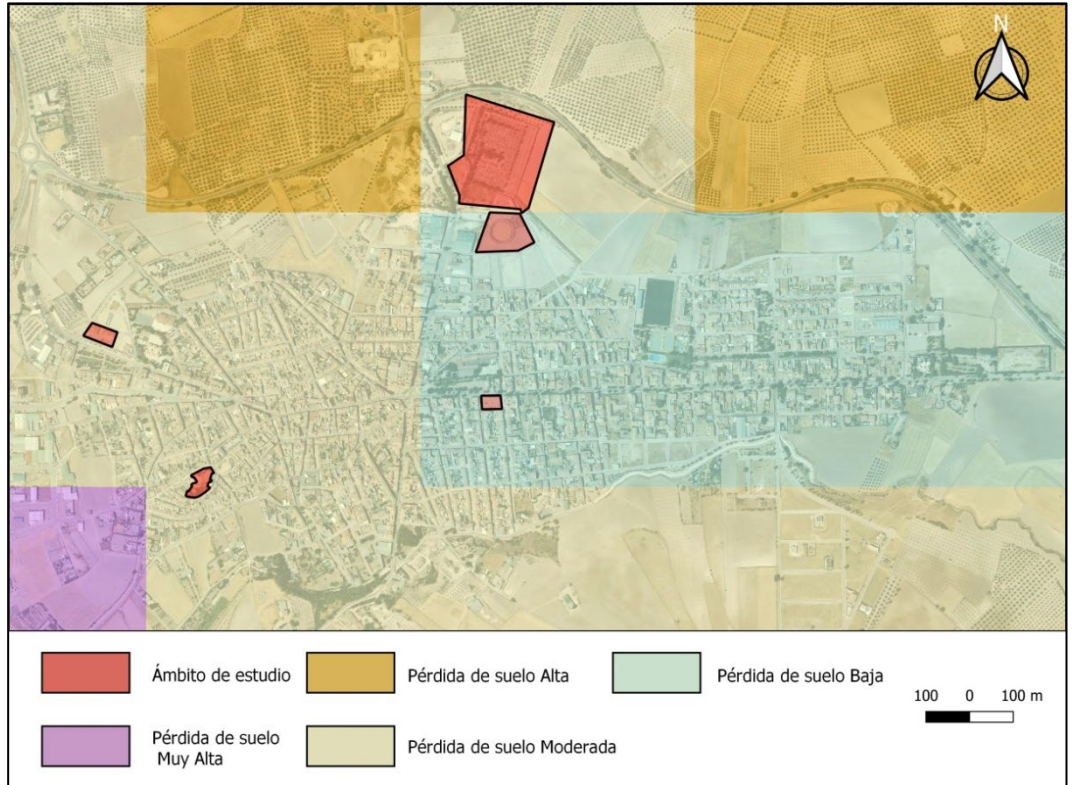 N
Ámbito de estudio
Pérdida de suelo Alta
Pérdida de suelo Baja
100 0 100 m
Pérdida de suelo
Muy Alta
Pérdida de suelo Moderada